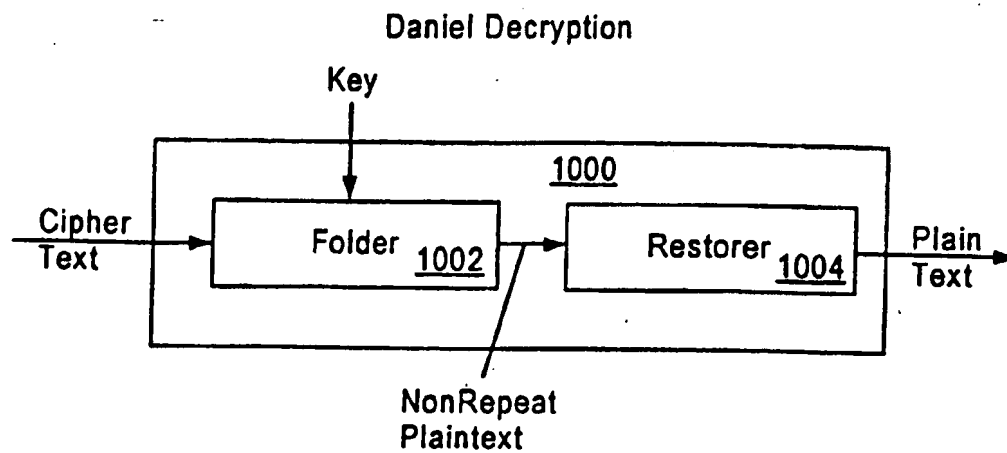 Daniel Decryption
Key
1000
Cipher
Text
Folder
1002
Restorer
1004
Plain
Text
NonRepeat
Plaintext